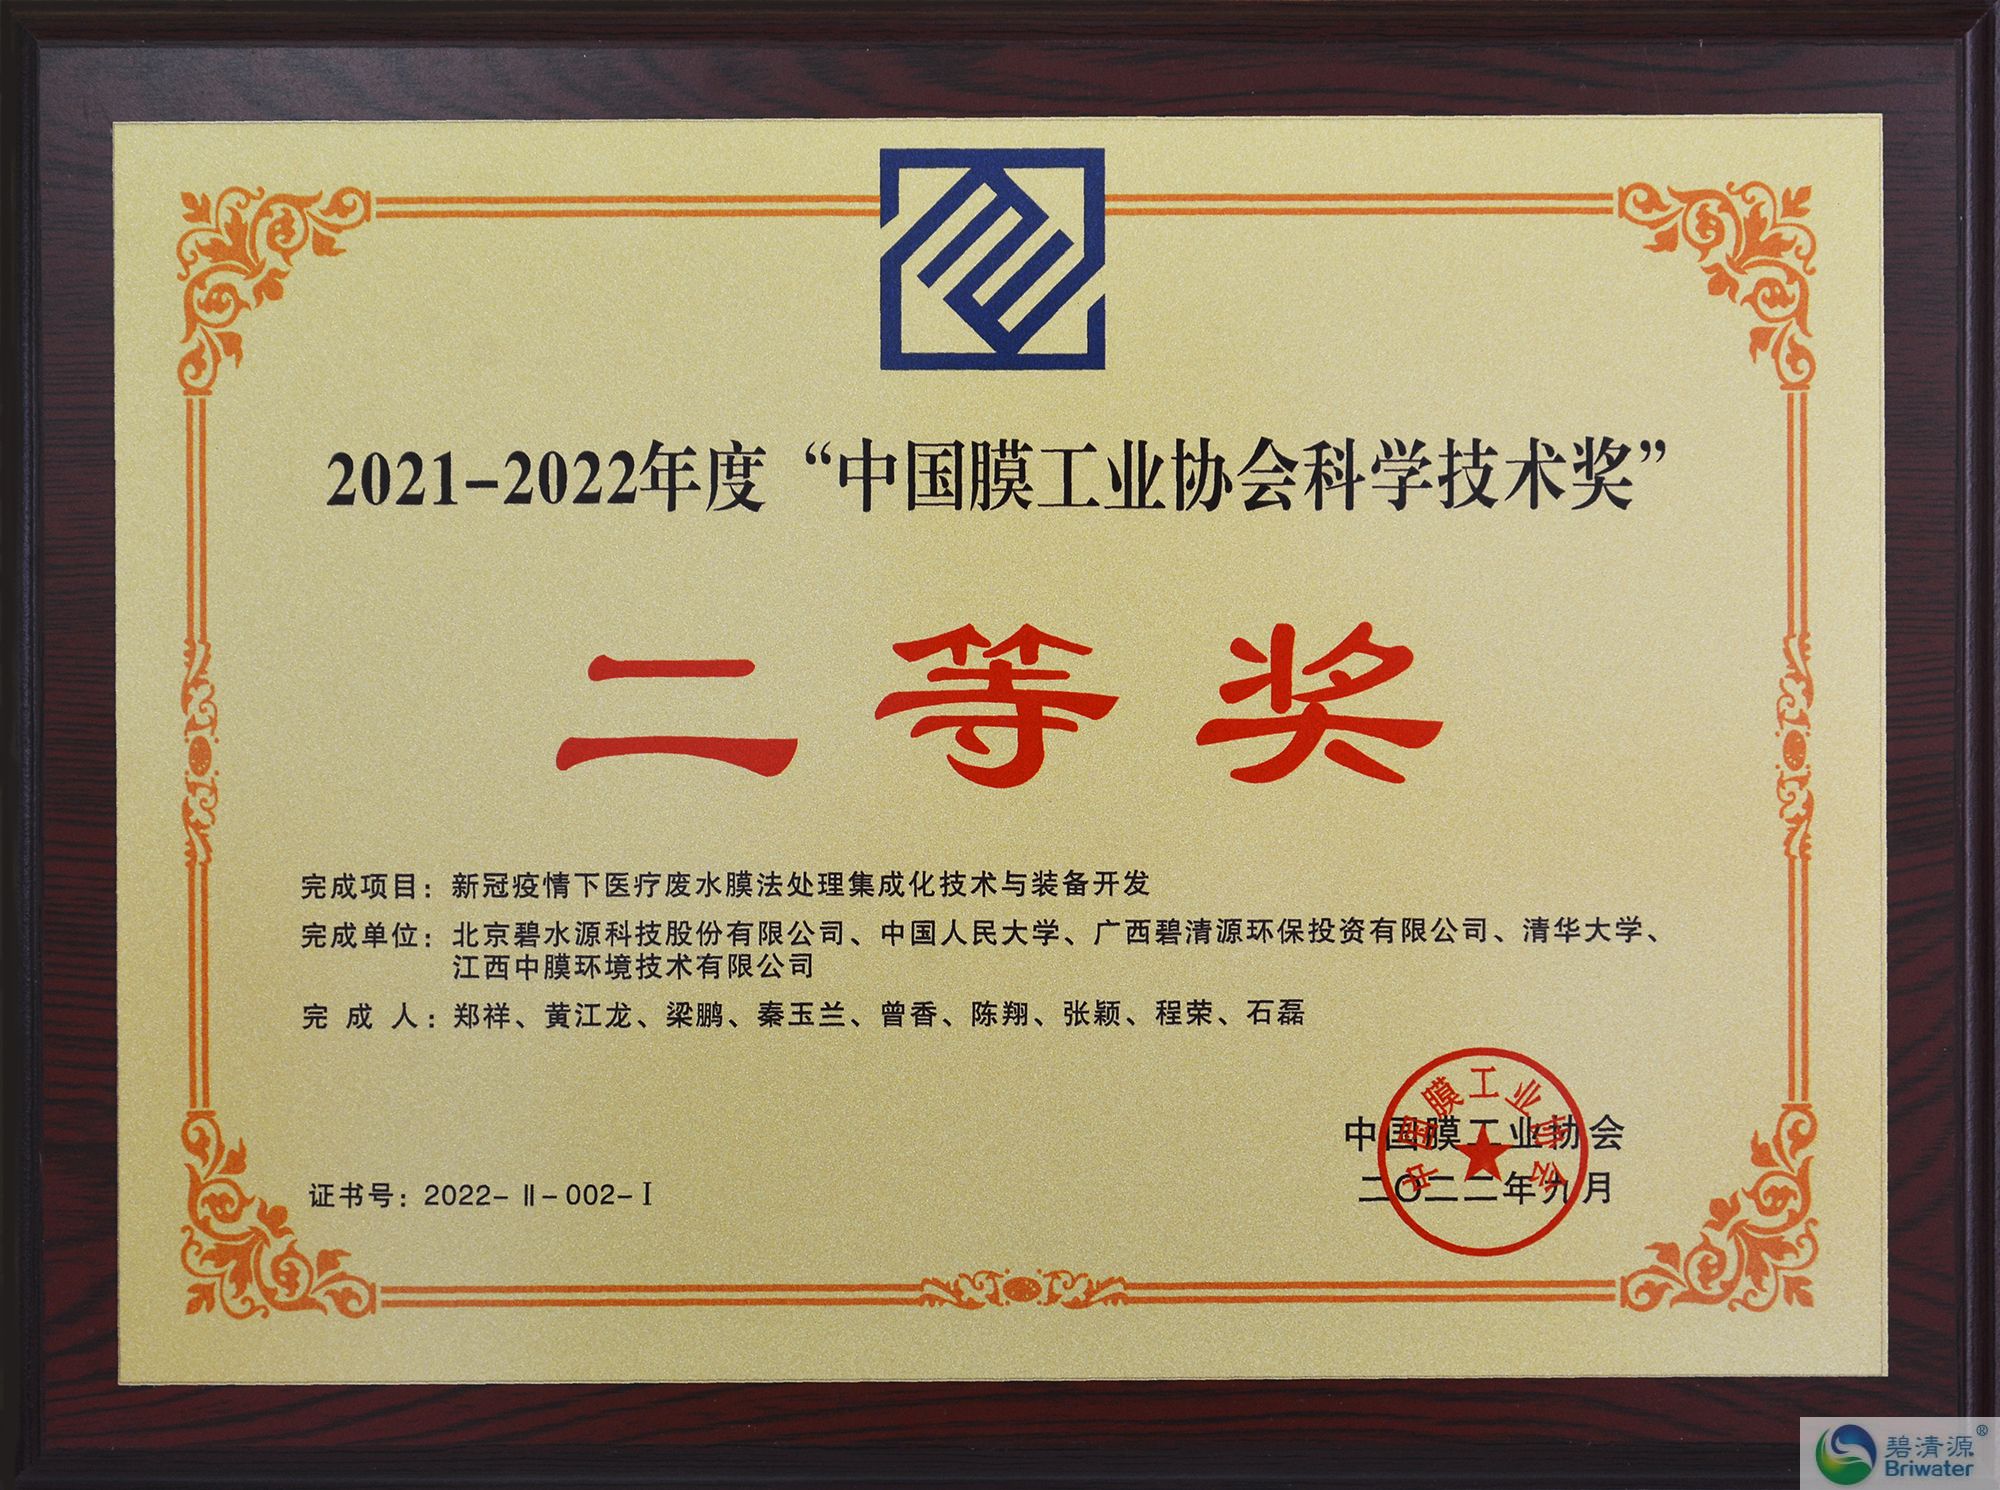 2021-2022年度“中国膜工业协会科学技术奖”
二等奖
完成项目：新冠疫情下医疗废水膜法处理集成化技术与装备开发
完成单位：北京碧水源科技股份有限公司、中国人民大学、广西碧清源环保投资有限公司、清华大学、
江西中膜环境技术有限公司
完成人：郑祥、黄江龙、梁鹏、秦玉兰、曾香、陈翔、张颖、程荣、石磊
中国膜工业协会
中国膜工业协会
二〇二二年九月
证书号：2022-Ⅱ-002-Ⅰ
碧清源®
Briwater